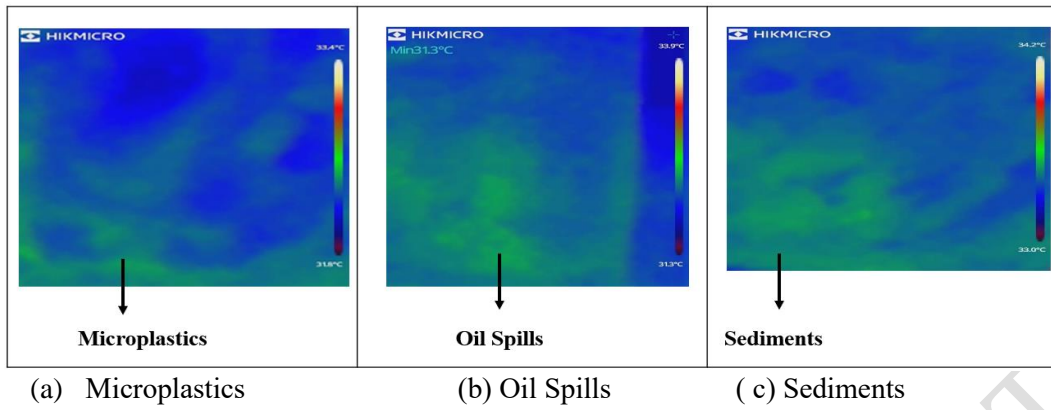 HIKMICRO
33.4°C
31.8°C
Microplastics
HIKMICRO
Min31.3°C
33.9°C
31.3°C
Oil Spills
HIKMICRO
34.2°C
33.0°C
Sediments
(a) Microplastics
(b) Oil Spills
( c) Sediments